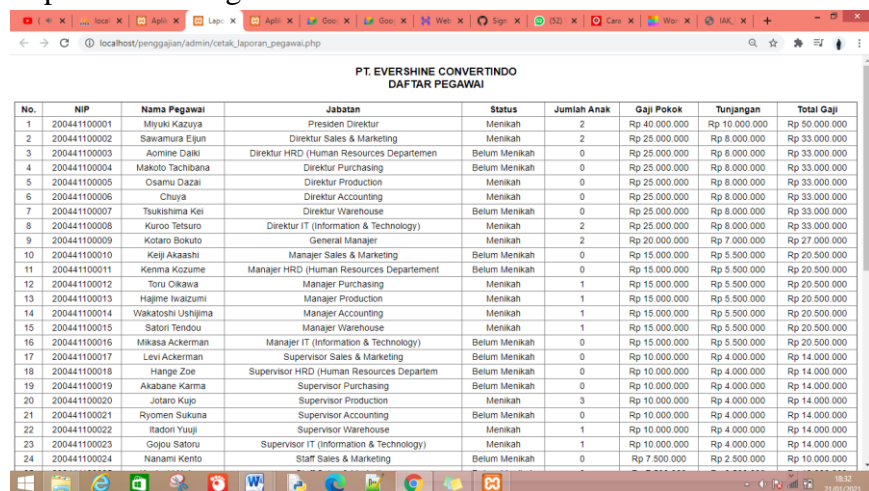 local
Apli
Lapo
Apli
Goo
Goo
Web
Sign
(52)
Cara
Wor
IAK_
localhost/penggajian/admin/cetak_laporan_pegawai.php
PT. EVERSHINE CONVERTINDO
DAFTAR PEGAWAI
No. NIP Nama Pegawai Jabatan Status Jumlah Anak Gaji Pokok Tunjangan Total Gaji
1 200441100001 Miyuki Kazuya Presiden Direktur Menikah 2 Rp 40.000.000 Rp 10.000.000 Rp 50.000.000
2 200441100002 Sawamura Eijun Direktur Sales & Marketing Menikah 2 Rp 25.000.000 Rp 8.000.000 Rp 33.000.000
3 200441100003 Aomine Daiki Direktur HRD (Human Resources Departemen Belum Menikah 0 Rp 25.000.000 Rp 8.000.000 Rp 33.000.000
4 200441100004 Makoto Tachibana Direktur Purchasing Belum Menikah 0 Rp 25.000.000 Rp 8.000.000 Rp 33.000.000
5 200441100005 Osamu Dazai Direktur Production Menikah 0 Rp 25.000.000 Rp 8.000.000 Rp 33.000.000
6 200441100006 Chuya Direktur Accounting Menikah 0 Rp 25.000.000 Rp 8.000.000 Rp 33.000.000
7 200441100007 Tsukishima Kei Direktur Warehouse Belum Menikah 0 Rp 25.000.000 Rp 8.000.000 Rp 33.000.000
8 200441100008 Kuroo Tetsuro Direktur IT (Information & Technology) Menikah 2 Rp 25.000.000 Rp 8.000.000 Rp 33.000.000
9 200441100009 Kotaro Bokuto General Manajer Menikah 2 Rp 20.000.000 Rp 7.000.000 Rp 27.000.000
10 200441100010 Keiji Akaashi Manajer Sales & Marketing Belum Menikah 0 Rp 15.000.000 Rp 5.500.000 Rp 20.500.000
11 200441100011 Kenma Kozume Manajer HRD (Human Resources Departement Belum Menikah 0 Rp 15.000.000 Rp 5.500.000 Rp 20.500.000
12 200441100012 Toru Oikawa Manajer Purchasing Menikah 1 Rp 15.000.000 Rp 5.500.000 Rp 20.500.000
13 200441100013 Hajime Iwaizumi Manajer Production Menikah 1 Rp 15.000.000 Rp 5.500.000 Rp 20.500.000
14 200441100014 Wakatoshi Ushijima Manajer Accounting Menikah 1 Rp 15.000.000 Rp 5.500.000 Rp 20.500.000
15 200441100015 Satori Tendou Manajer Warehouse Menikah 1 Rp 15.000.000 Rp 5.500.000 Rp 20.500.000
16 200441100016 Mikasa Ackerman Manajer IT (Information & Technology) Belum Menikah 0 Rp 15.000.000 Rp 5.500.000 Rp 20.500.000
17 200441100017 Levi Ackerman Supervisor Sales & Marketing Belum Menikah 0 Rp 10.000.000 Rp 4.000.000 Rp 14.000.000
18 200441100018 Hange Zoe Supervisor HRD (Human Resources Departem Belum Menikah 0 Rp 10.000.000 Rp 4.000.000 Rp 14.000.000
19 200441100019 Akabane Karma Supervisor Purchasing Belum Menikah 0 Rp 10.000.000 Rp 4.000.000 Rp 14.000.000
20 200441100020 Jotaro Kujo Supervisor Production Menikah 3 Rp 10.000.000 Rp 4.000.000 Rp 14.000.000
21 200441100021 Ryomen Sukuna Supervisor Accounting Belum Menikah 0 Rp 10.000.000 Rp 4.000.000 Rp 14.000.000
22 200441100022 Itadori Yuuji Supervisor Warehouse Menikah 1 Rp 10.000.000 Rp 4.000.000 Rp 14.000.000
23 200441100023 Gojou Satoru Supervisor IT (Information & Technology) Menikah 1 Rp 10.000.000 Rp 4.000.000 Rp 14.000.000
24 200441100024 Nanami Kento Staff Sales & Marketing Belum Menikah 0 Rp 7.500.000 Rp 2.500.000 Rp 10.000.000
18:32
21/01/2021